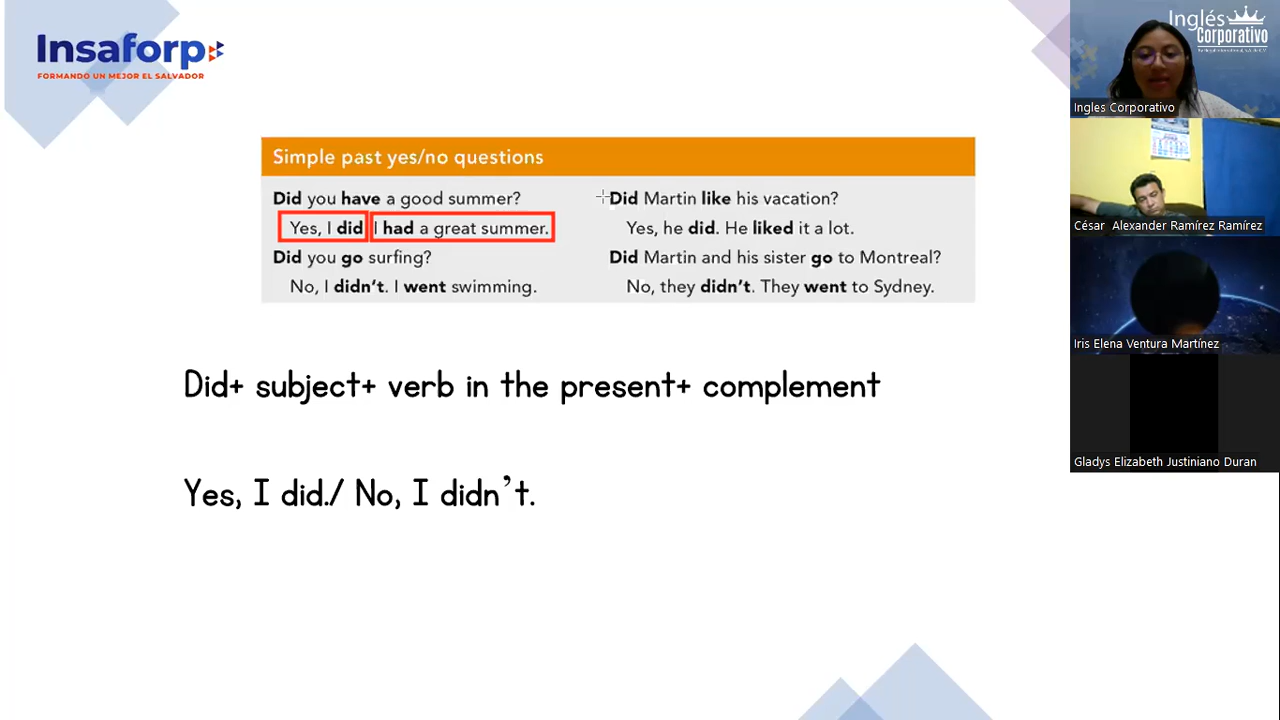 Insaforp
FORMANDO UN MEJOR EL SALVADOR
Simple past yes/no questions
Did you have a good summer?
Yes, I did I had a great summer.
Did you go surfing?
No, I didn't. I went swimming.
Did Martin like his vacation?
Yes, he did. He liked it a lot.
Did Martin and his sister go to Montreal?
No, they didn't. They went to Sydney.
Did+ subject+ verb in the present+ complement
Yes, I did./ No, I didn't.
Inglés
Corporativo
Ingles Corporativo
César Alexander Ramírez Ramírez
Iris Elena Ventura Martínez
Gladys Elizabeth Justiniano Duran